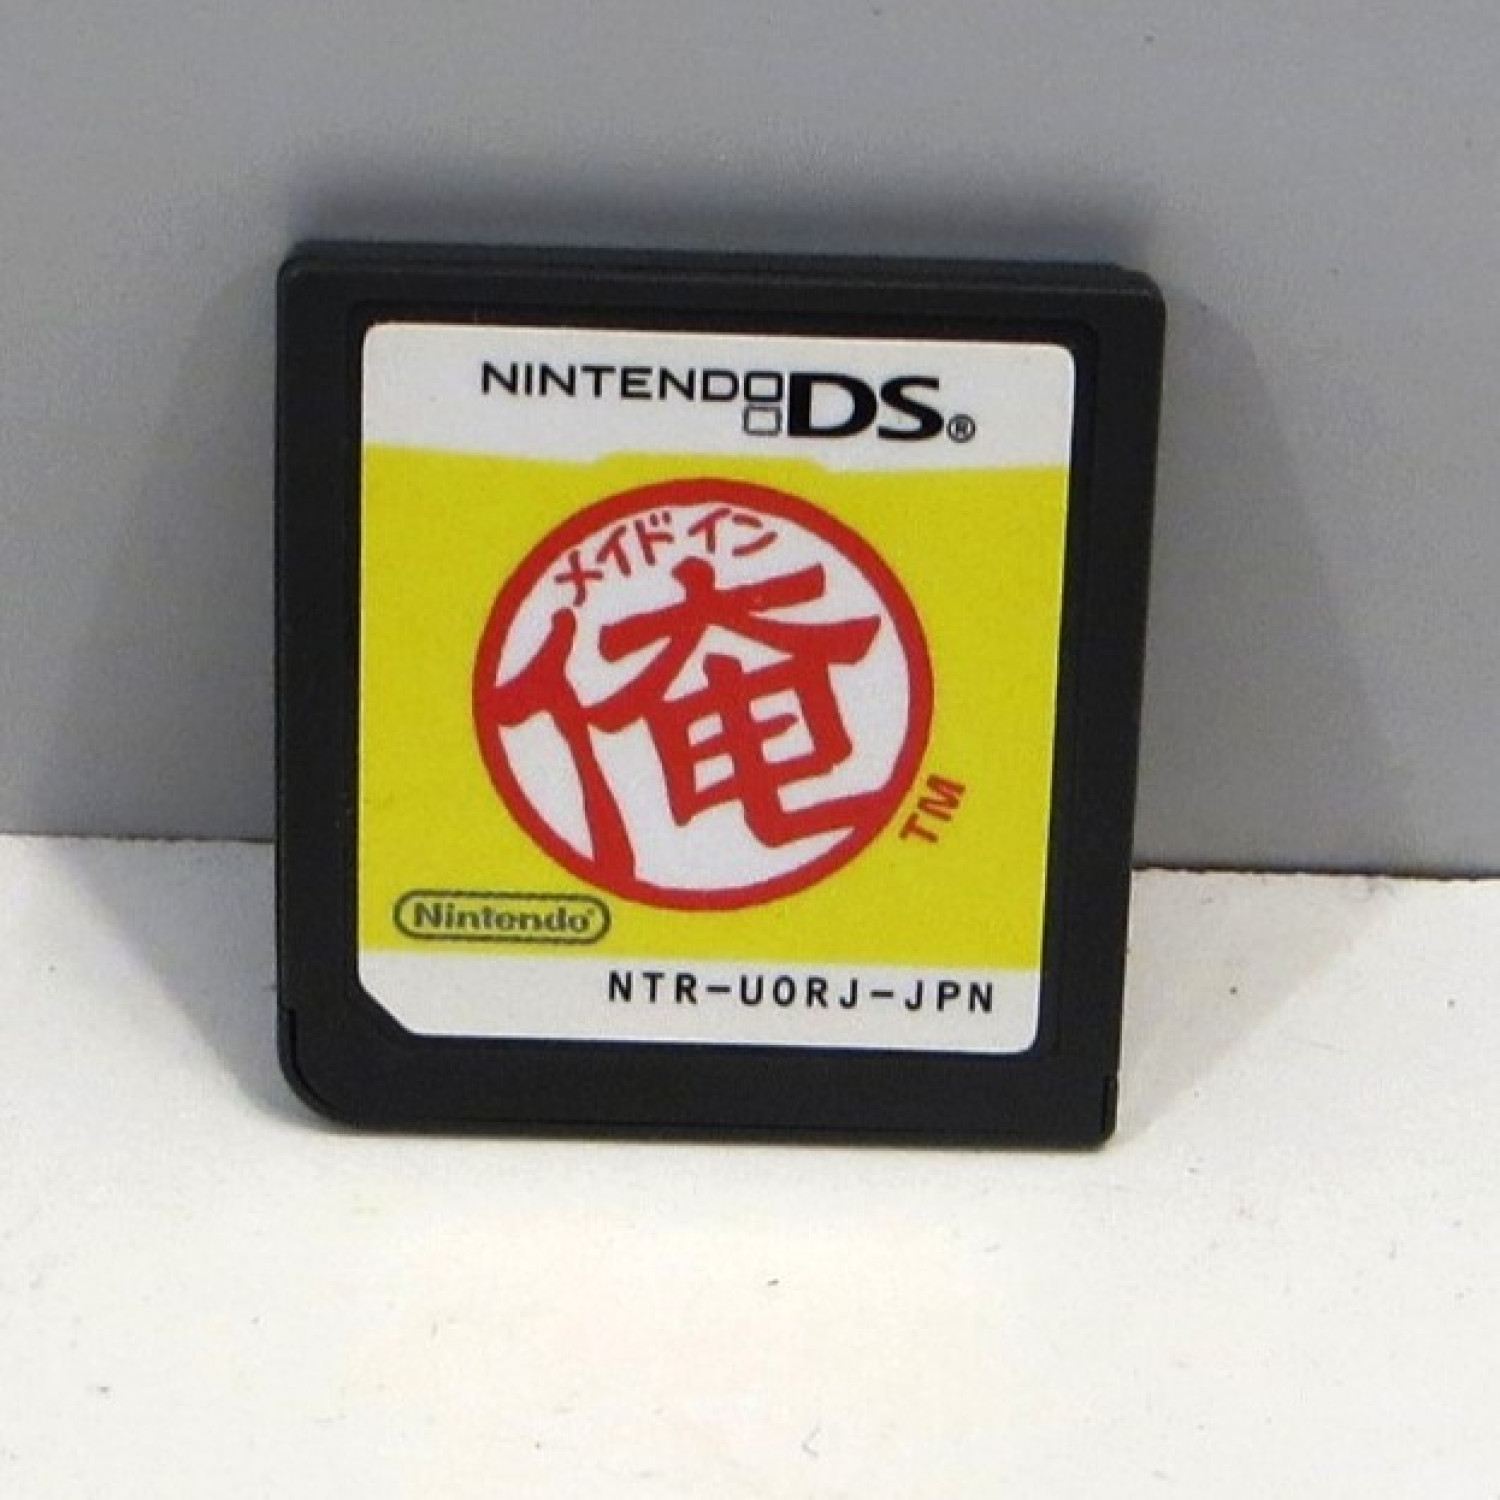 NINTENDO DS®
メイド イン
俺
TM
Nintendo®
NTR-UORJ-JPN